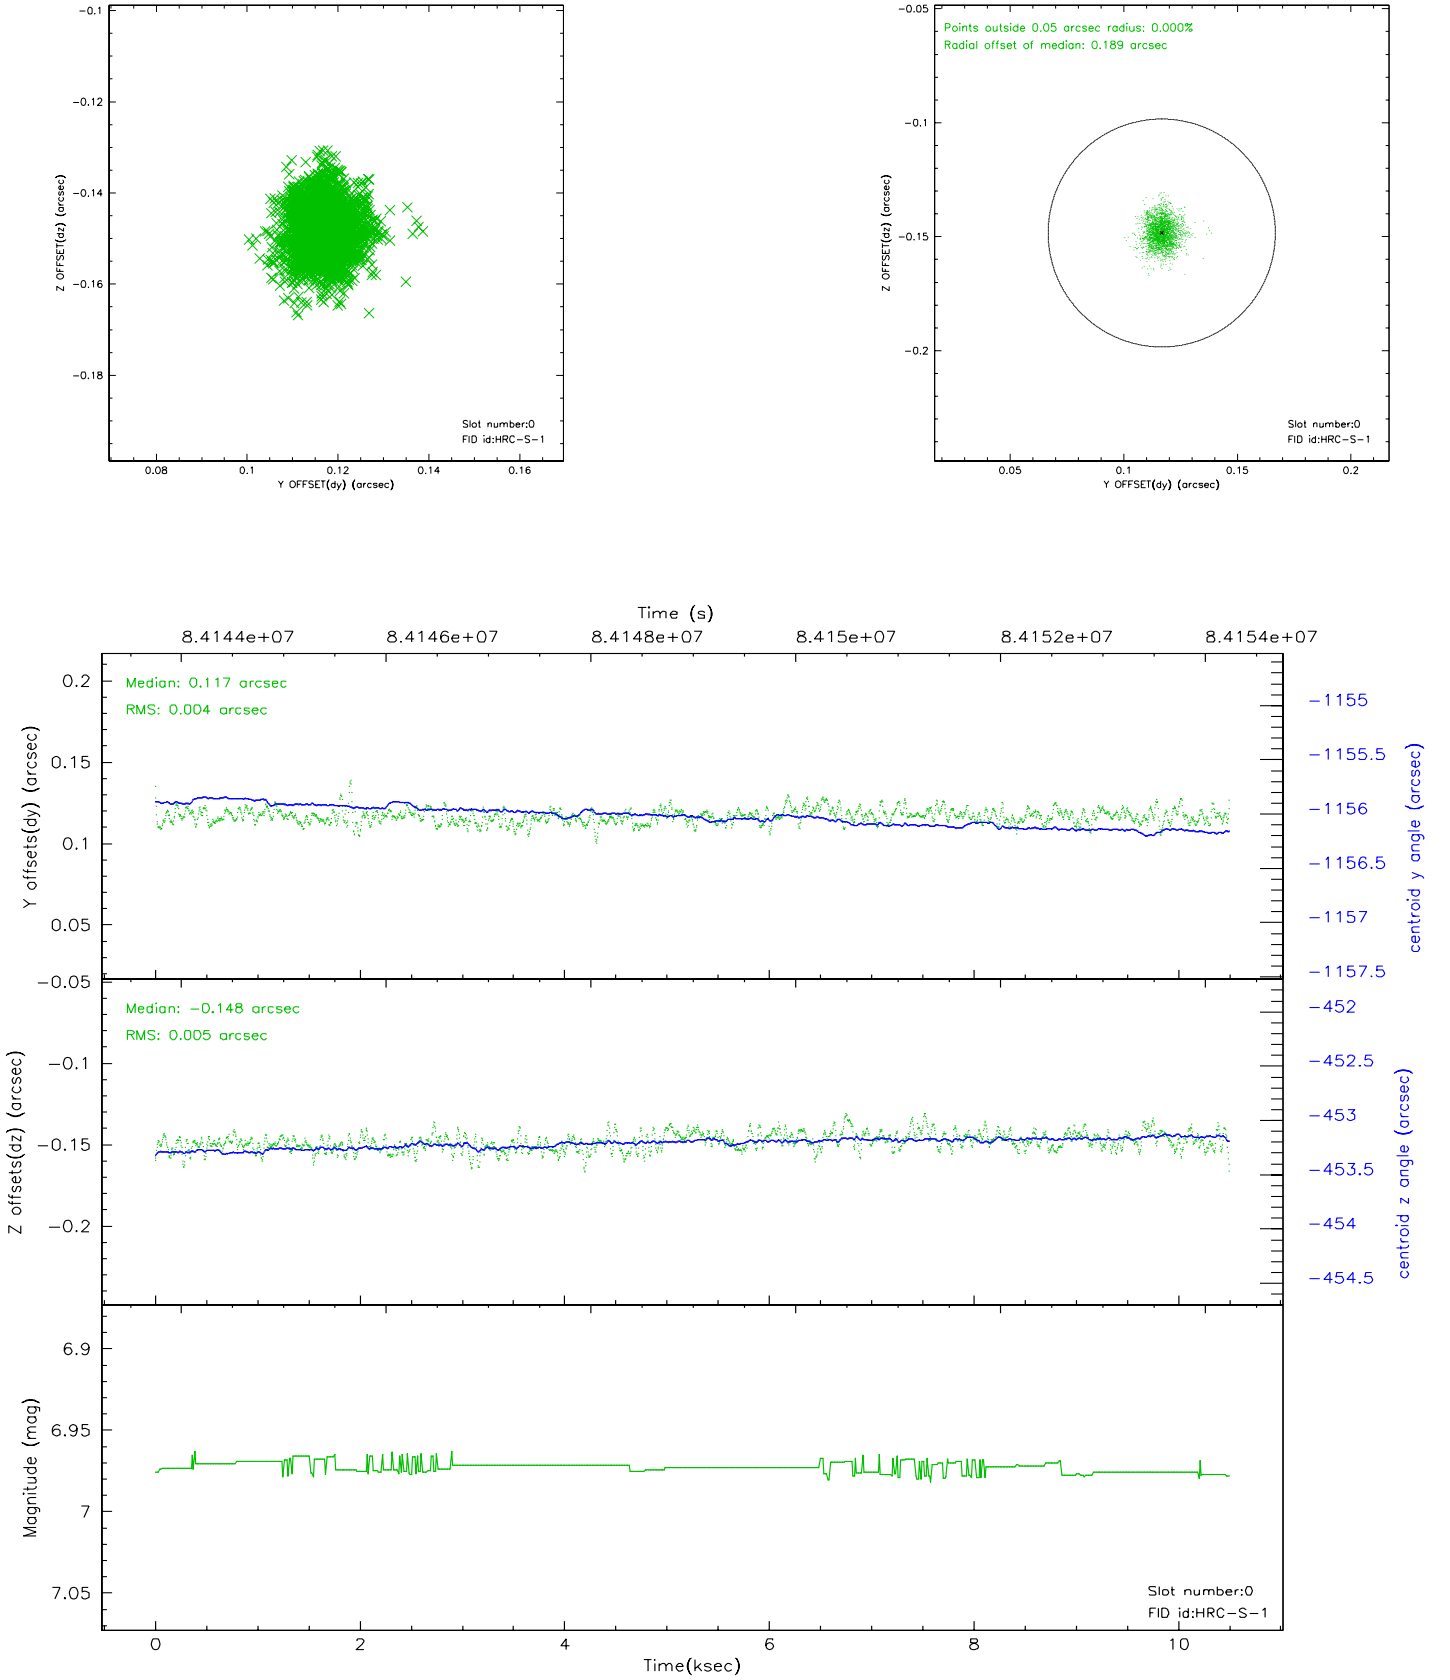 -0.1
-0.12
-0.14
-0.16
-0.18
Z OFFSET(dz) (arcsec)
Slot number:0
FID id:HRC-S-1
0.08 0.1 0.12 0.14 0.16
Y OFFSET(dy) (arcsec)
-0.05
Points outside 0.05 arcsec radius: 0.000%
Radial offset of median: 0.189 arcsec
-0.1
-0.15
-0.2
Z OFFSET(dz) (arcsec)
Slot number:0
FID id:HRC-S-1
0.05 0.1 0.15 0.2
Y OFFSET(dy) (arcsec)
Time (s)
8.4144e+07 8.4146e+07 8.4148e+07 8.415e+07 8.4152e+07 8.4154e+07
Median: 0.117 arcsec
RMS: 0.004 arcsec
0.2
0.15
0.1
0.05
Y offsets(dy) (arcsec)
-1155
-1155.5
-1156
-1156.5
-1157
-1157.5
centroid y angle (arcsec)
Median: -0.148 arcsec
RMS: 0.005 arcsec
-0.05
-0.1
-0.15
-0.2
Z offsets(dz) (arcsec)
-452
-452.5
-453
-453.5
-454
-454.5
centroid z angle (arcsec)
6.9
6.95
7
7.05
Magnitude (mag)
Slot number:0
FID id:HRC-S-1
0 2 4 6 8 10
Time(ksec)